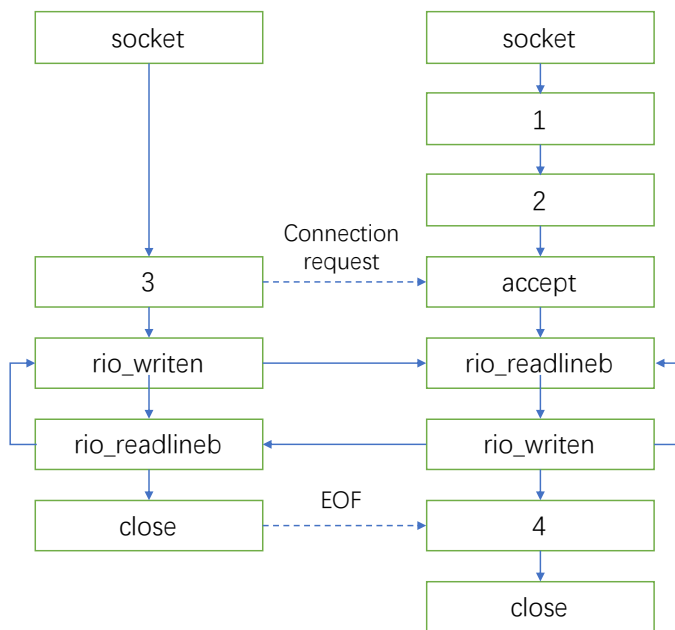 socket
socket
1
2
Connection
request
3
accept
rio_writen
rio_readlineb
rio_readlineb
rio_writen
EOF
close
4
close